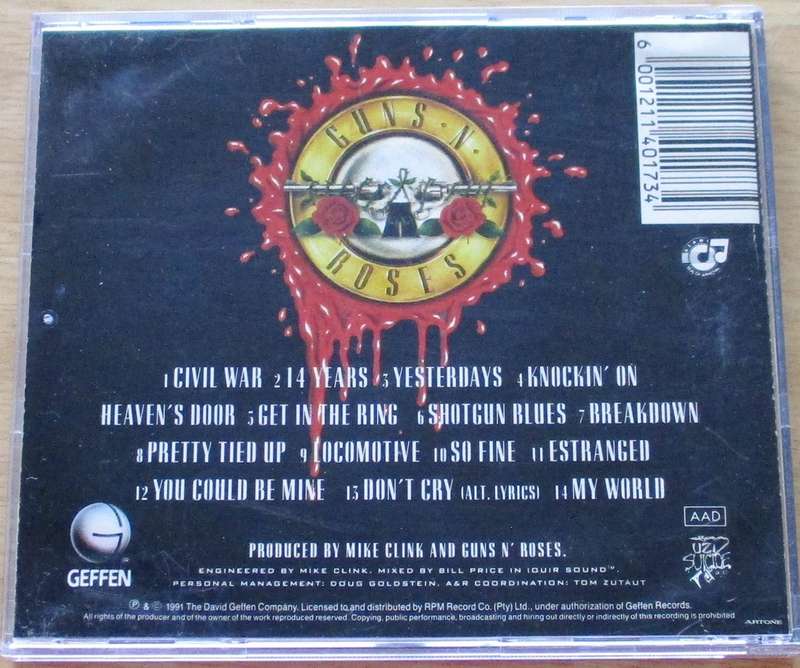 GUNS · N ·
ROSES
6 001211 401734
1 CIVIL WAR 2 14 YEARS 3 YESTERDAYS 4 KNOCKIN' ON
HEAVEN'S DOOR 5 GET IN THE RING 6 SHOTGUN BLUES 7 BREAKDOWN
8 PRETTY TIED UP 9 LOCOMOTIVE 10 SO FINE 11 ESTRANGED
12 YOU COULD BE MINE 13 DON'T CRY (ALT. LYRICS) 14 MY WORLD
AAD
UZI
SUICIDE
GEFFEN
PRODUCED BY MIKE CLINK AND GUNS N' ROSES.
ENGINEERED BY MIKE CLINK. MIXED BY BILL PRICE IN IQUIR SOUND™.
PERSONAL MANAGEMENT: DOUG GOLDSTEIN. A&R COORDINATION: TOM ZUTAUT
℗ & © 1991 The David Geffen Company. Licensed to and distributed by RPM Record Co. (Pty) Ltd., under authorization of Geffen Records.
All rights of the producer and of the owner of the work reproduced reserved. Copying, public performance, broadcasting and hiring out directly or indirectly of this recording is prohibited
ARTONE